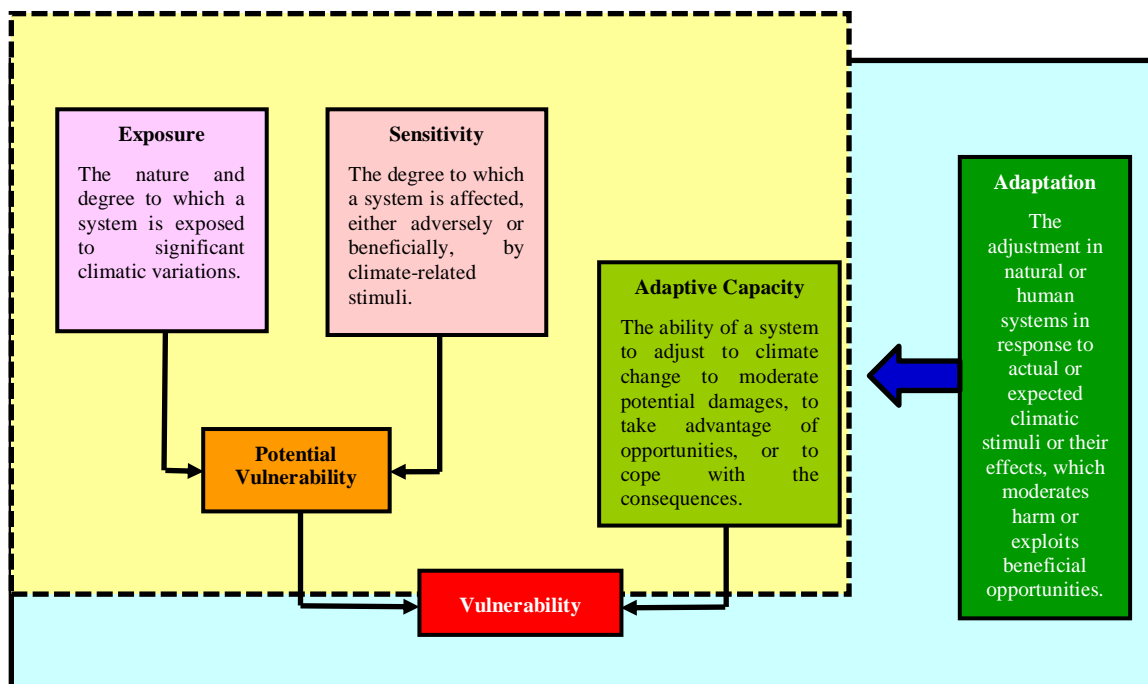 Exposure
The nature and
degree to which a
system is exposed
to significant
climatic variations.
Sensitivity
The degree to which
a system is affected,
either adversely or
beneficially, by
climate-related
stimuli.
Adaptive Capacity
The ability of a system
to adjust to climate
change to moderate
potential damages, to
take advantage of
opportunities, or to
cope with the
consequences.
Adaptation
The
adjustment in
natural or
human
systems in
response to
actual or
expected
climatic
stimuli or their
effects, which
moderates
harm or
exploits
beneficial
opportunities.
Potential
Vulnerability
Vulnerability